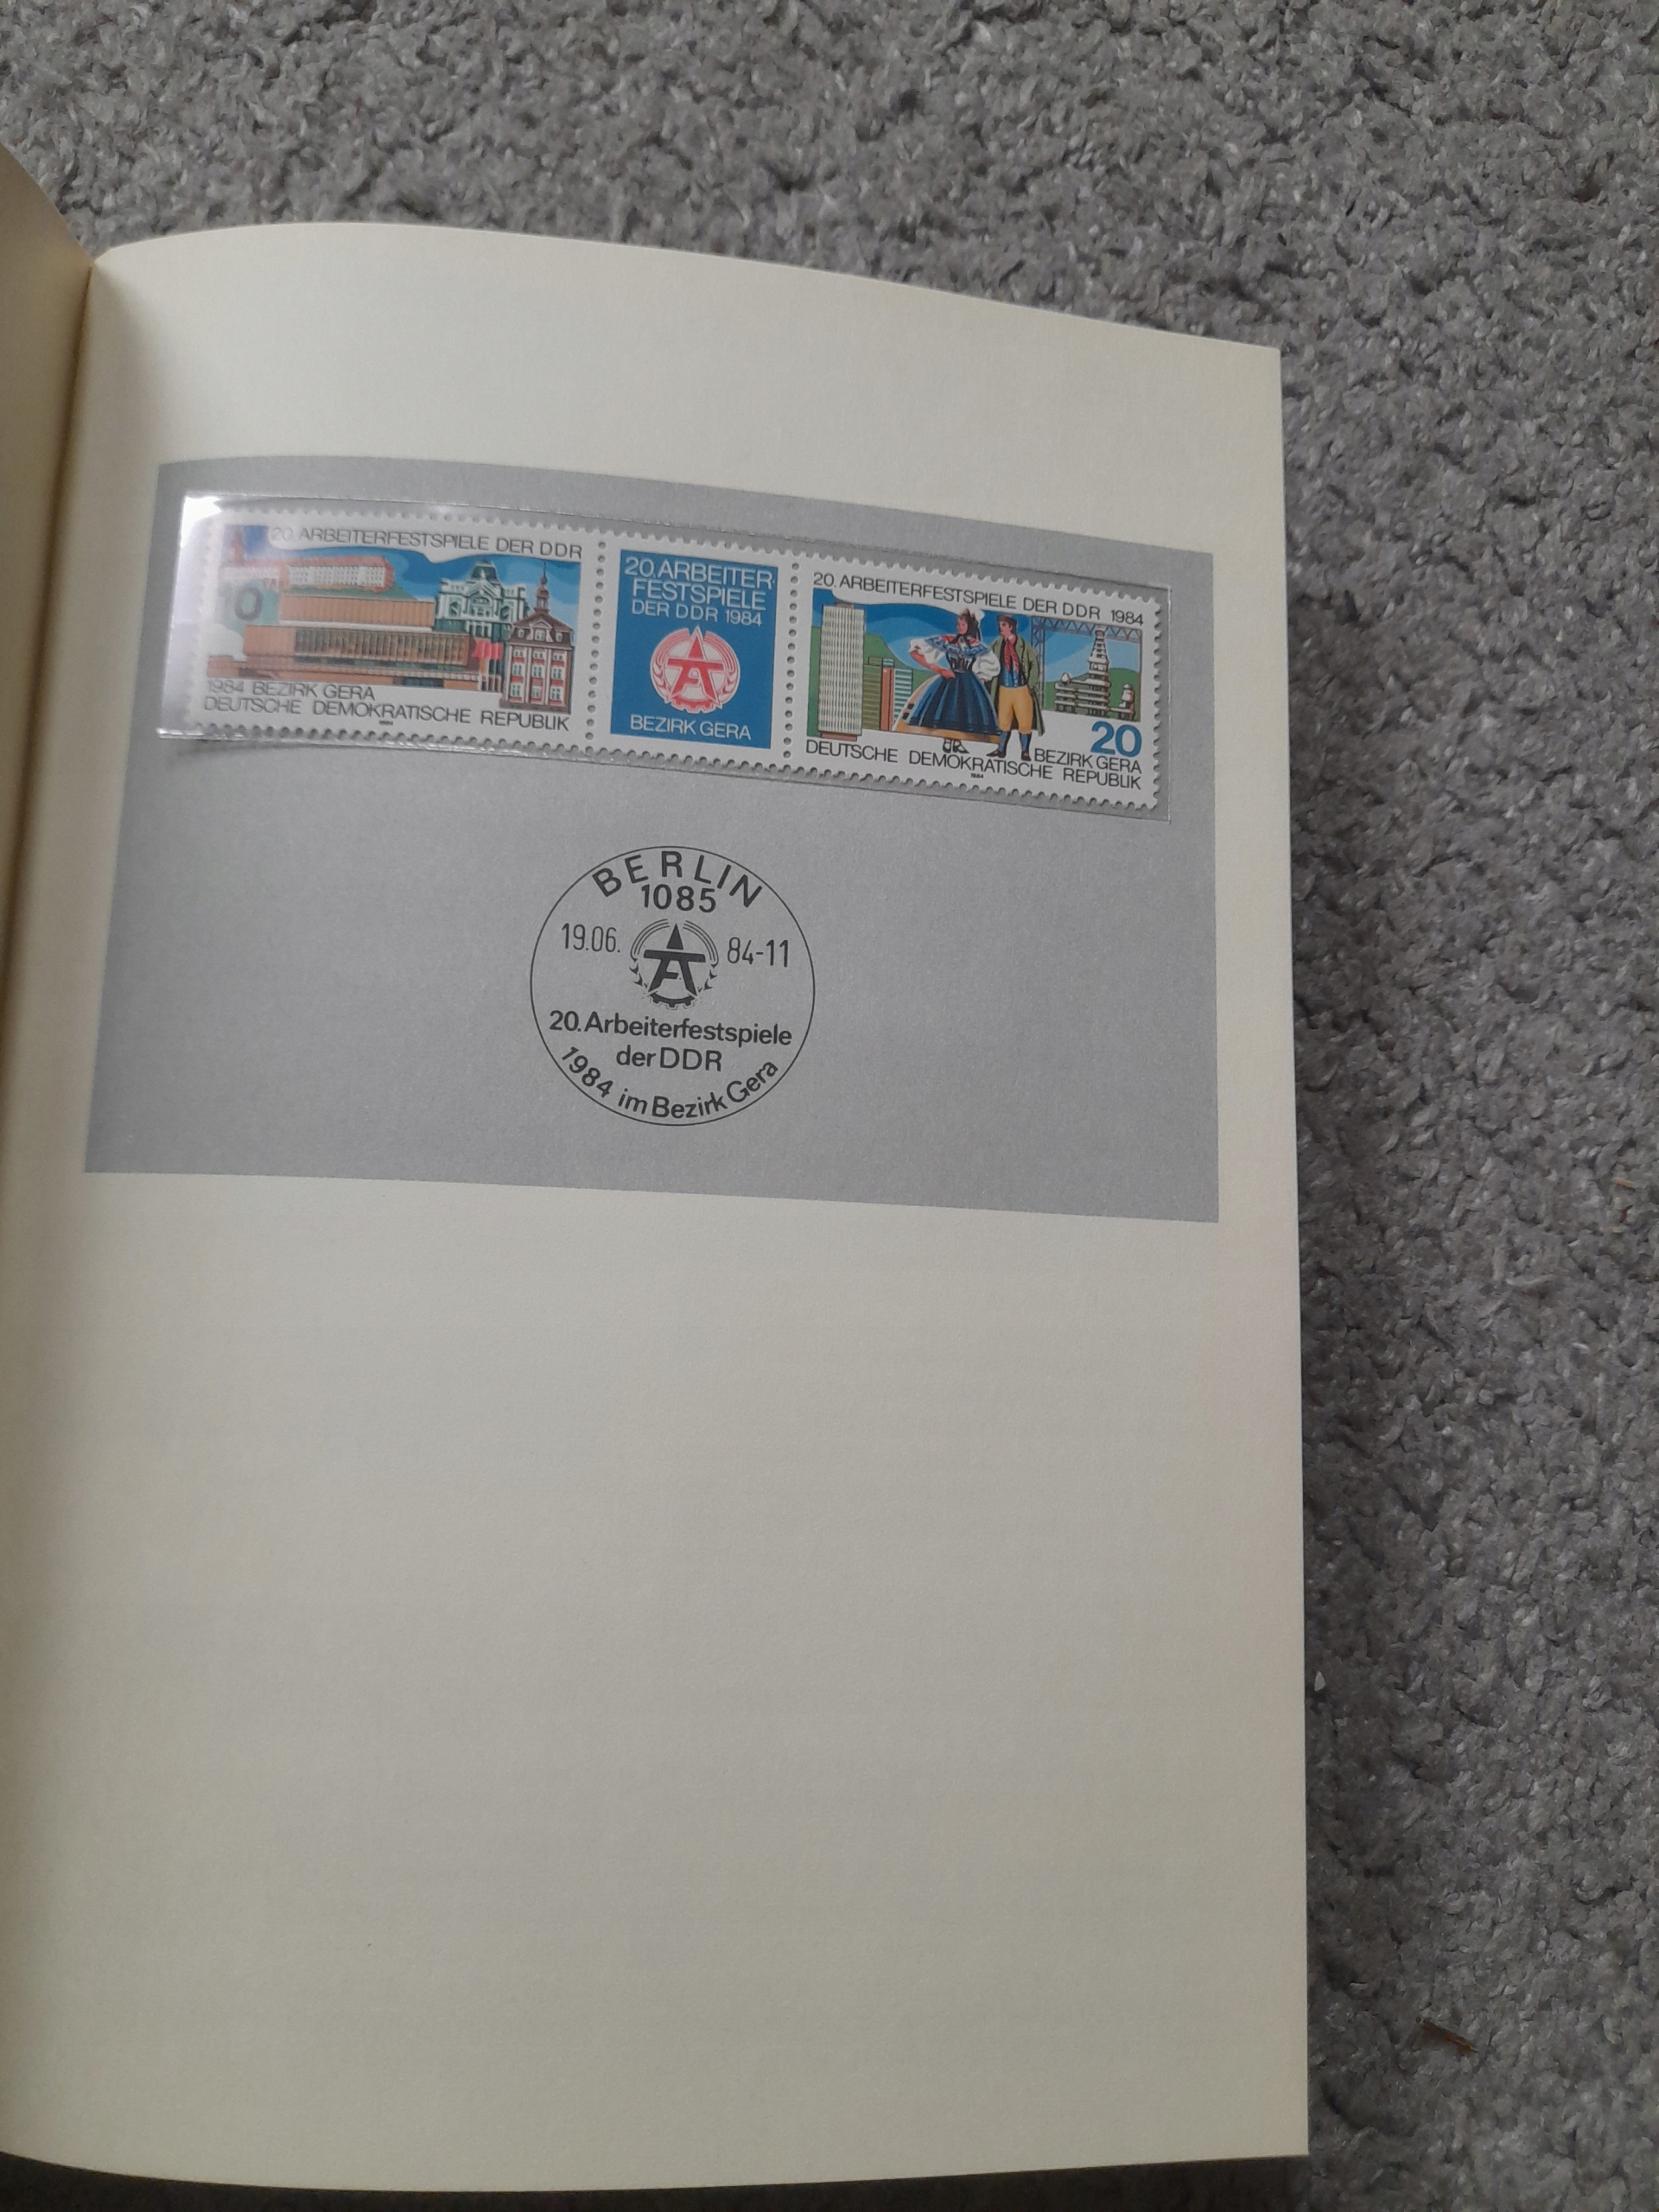 20. ARBEITERFESTSPIELE DER DDR
10
1984 BEZIRK GERA
DEUTSCHE DEMOKRATISCHE REPUBLIK
1984
20. ARBEITER-
FESTSPIELE
DER DDR 1984
BEZIRK GERA
20. ARBEITERFESTSPIELE DER DDR 1984
20
BEZIRK GERA
DEUTSCHE DEMOKRATISCHE REPUBLIK
1984
BERLIN
1085
19.06. 84-11
20. Arbeiterfestspiele
der DDR
1984 im Bezirk Gera